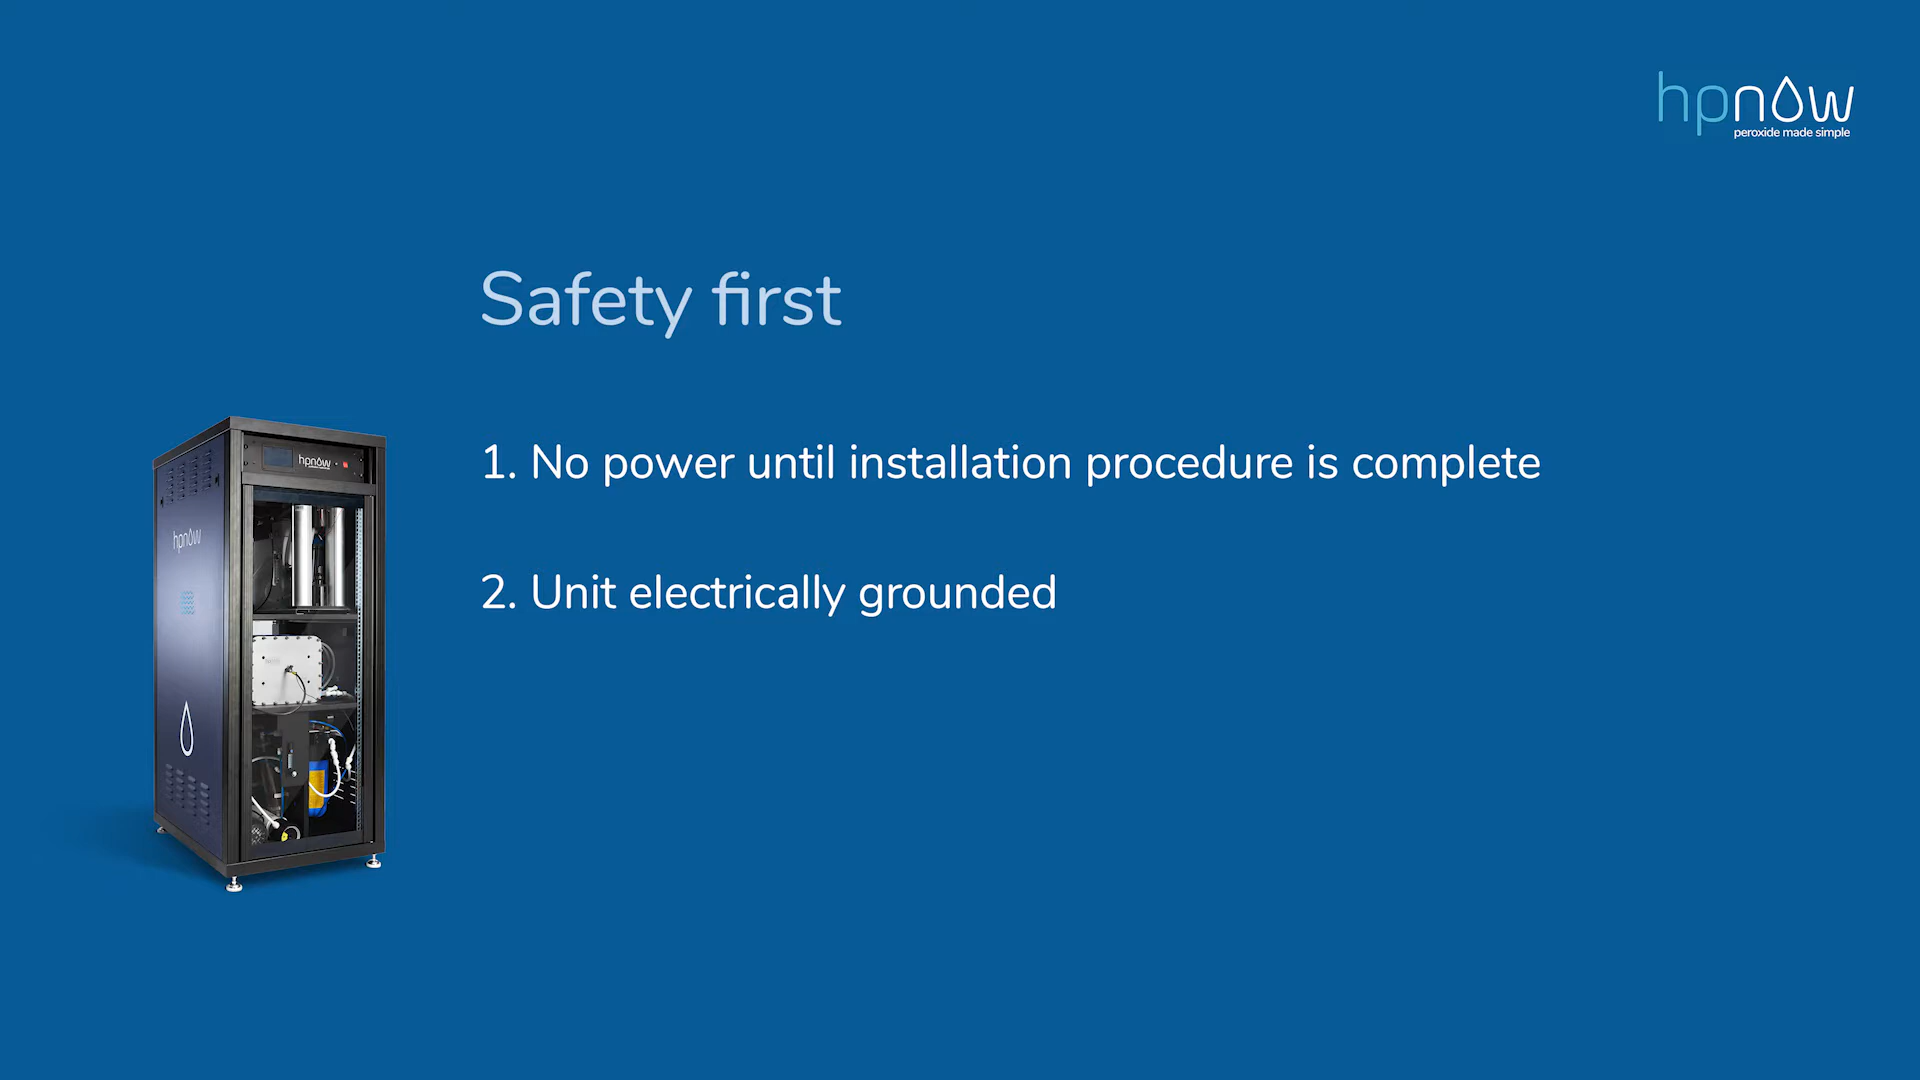 hpnow
peroxide made simple
Safety first
1. No power until installation procedure is complete
2. Unit electrically grounded
hpnow
hpnow